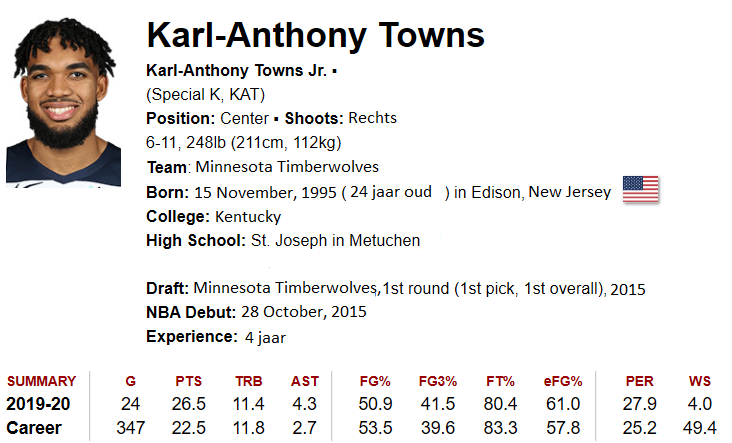 Karl-Anthony Towns
Karl-Anthony Towns Jr. ▪
(Special K, KAT)
Position: Center ▪ Shoots: Rechts
6-11, 248lb (211cm, 112kg)
Team: Minnesota Timberwolves
Born: 15 November, 1995 ( 24 jaar oud ) in Edison, New Jersey
College: Kentucky
High School: St. Joseph in Metuchen
Draft: Minnesota Timberwolves, 1st round (1st pick, 1st overall), 2015
NBA Debut: 28 October, 2015
Experience: 4 jaar
SUMMARY G PTS TRB AST FG% FG3% FT% eFG% PER WS
2019-20 24 26.5 11.4 4.3 50.9 41.5 80.4 61.0 27.9 4.0
Career 347 22.5 11.8 2.7 53.5 39.6 83.3 57.8 25.2 49.4